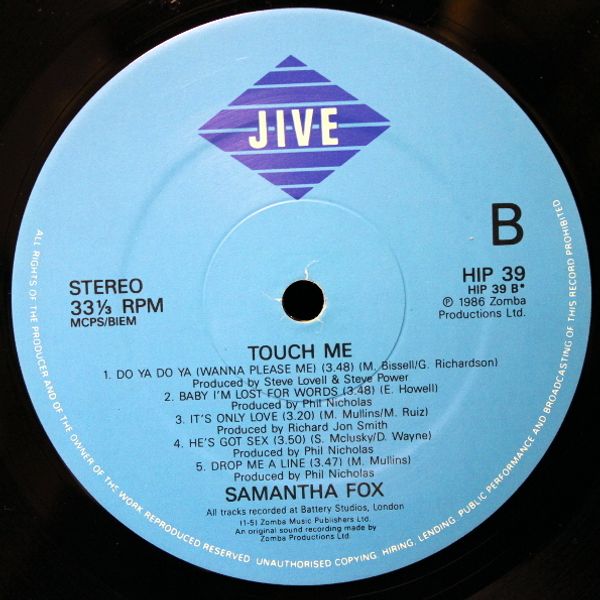 JIVE
B
STEREO
33⅓ RPM
MCPS/BIEM
HIP 39
HIP 39 B*
℗ 1986 Zomba
Productions Ltd.
TOUCH ME
1. DO YA DO YA (WANNA PLEASE ME) (3.48) (M. Bissell/G. Richardson)
Produced by Steve Lovell & Steve Power
2. BABY I'M LOST FOR WORDS (3.48) (E. Howell)
Produced by Phil Nicholas
3. IT'S ONLY LOVE (3.20) (M. Mullins/M. Ruiz)
Produced by Richard Jon Smith
4. HE'S GOT SEX (3.50) (S. Mclusky/D. Wayne)
Produced by Phil Nicholas
5. DROP ME A LINE (3.47) (M. Mullins)
Produced by Phil Nicholas
SAMANTHA FOX
All tracks recorded at Battery Studios, London
(1-5) Zomba Music Publishers Ltd.
An original sound recording made by
Zomba Productions Ltd.
ALL RIGHTS OF THE PRODUCER AND OF THE OWNER OF THE WORK REPRODUCED RESERVED. UNAUTHORISED COPYING, HIRING, LENDING, PUBLIC PERFORMANCE AND BROADCASTING OF THIS RECORD PROHIBITED